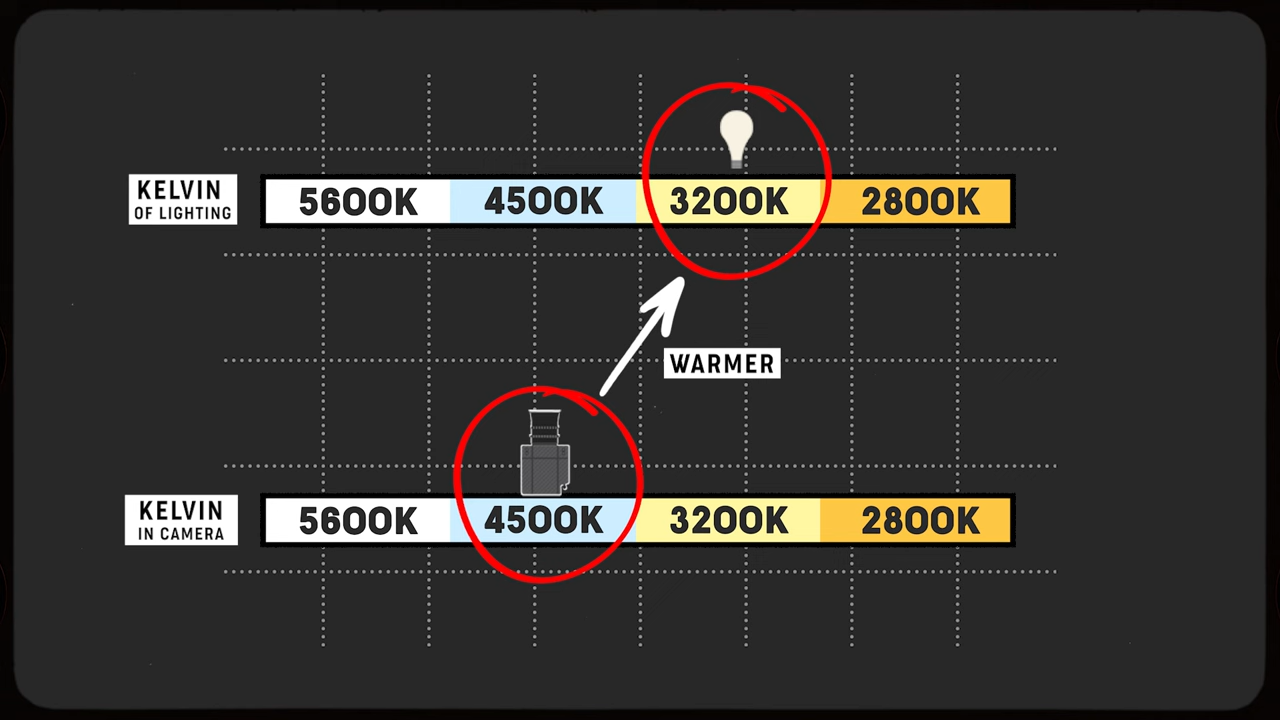 KELVIN
OF LIGHTING
5600K 4500K 3200K 2800K
WARMER
KELVIN
IN CAMERA
5600K 4500K 3200K 2800K